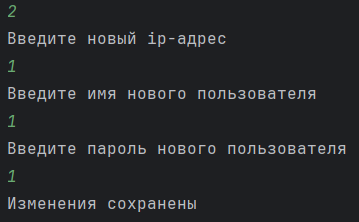 2
Введите новый ip-адрес
1
Введите имя нового пользователя
1
Введите пароль нового пользователя
1
Изменения сохранены